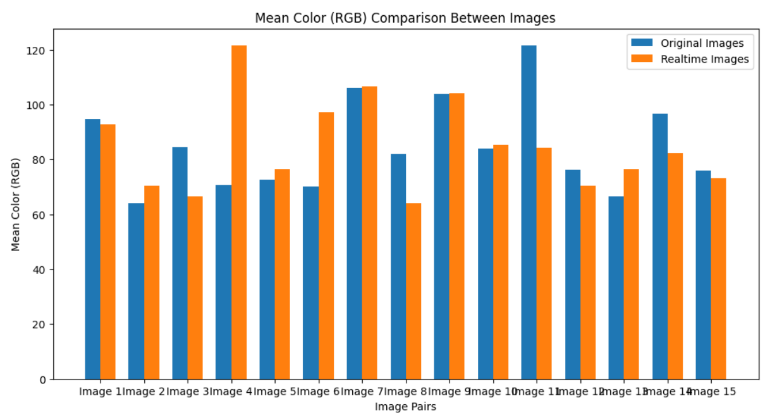 Mean Color (RGB) Comparison Between Images
Original Images
Realtime Images
Mean Color (RGB)
120
100
80
60
40
20
0
Image 1 Image 2 Image 3 Image 4 Image 5 Image 6 Image 7 Image 8 Image 9 Image 10 Image 11 Image 12 Image 13 Image 14 Image 15
Image Pairs